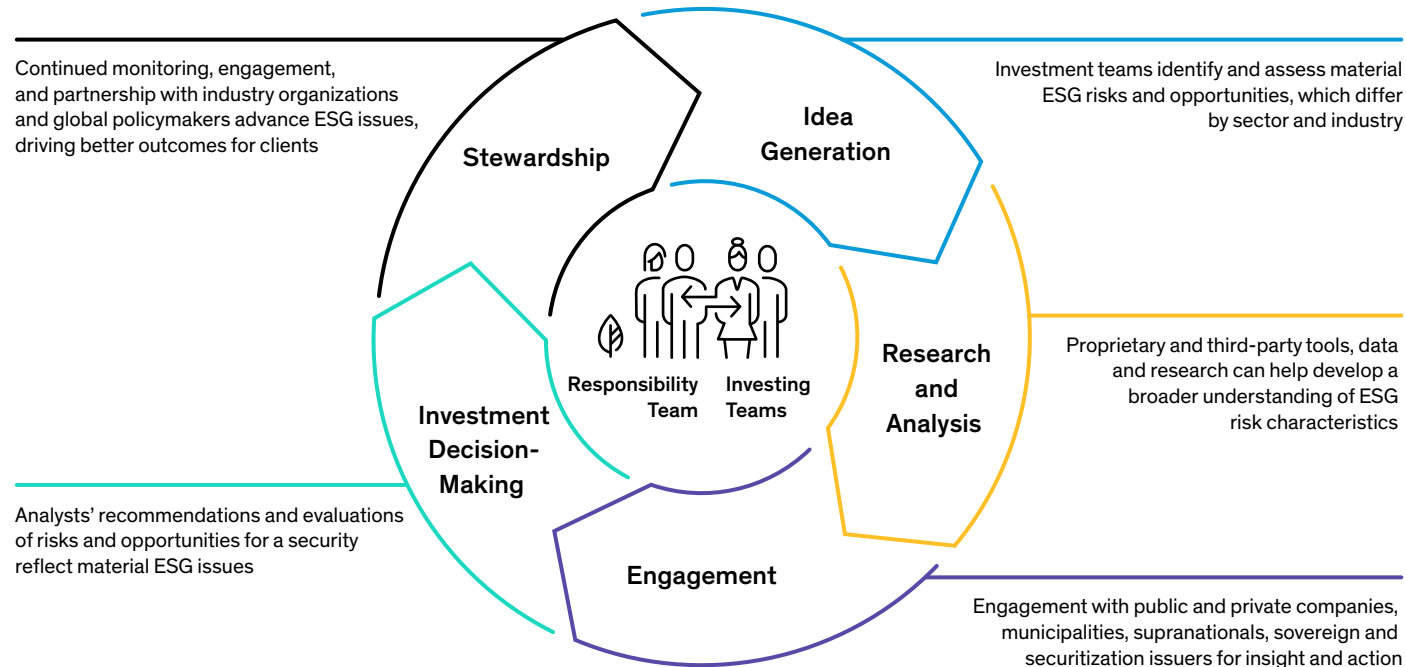 Continued monitoring, engagement,
and partnership with industry organizations
and global policymakers advance ESG issues,
driving better outcomes for clients
Stewardship
Idea
Generation
Investment teams identify and assess material
ESG risks and opportunities, which differ
by sector and industry
Responsibility
Team
Investing
Teams
Research
and
Analysis
Proprietary and third-party tools, data
and research can help develop a
broader understanding of ESG
risk characteristics
Investment
Decision-
Making
Analysts’ recommendations and evaluations
of risks and opportunities for a security
reflect material ESG issues
Engagement
Engagement with public and private companies,
municipalities, supranationals, sovereign and
securitization issuers for insight and action